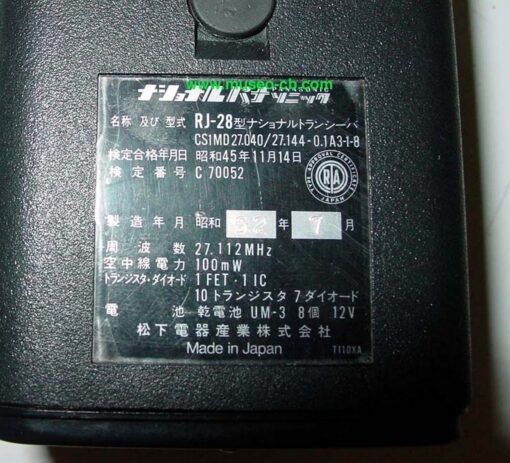 www.museo-cb.com
ナショナル パナソニック
名称 及び 型式 RJ-28型ナショナルトランシーバ
CS1MD27.040/27.144-0.1A3-1-8
検定合格年月日 昭和45年11月14日
検定番号 C 70052
TYPE APPROVAL CERTIFICATED
RTA
JAPAN
製造年月 昭和 52 年 7 月
周波数 27.112MHz
空中線電力 100mW
トランジスタ・ダイオード 1 FET・1 IC
10 トランジスタ 7 ダイオード
電池 乾電池 UM-3 8個 12V
松下電器産業株式会社
Made in Japan T110XA